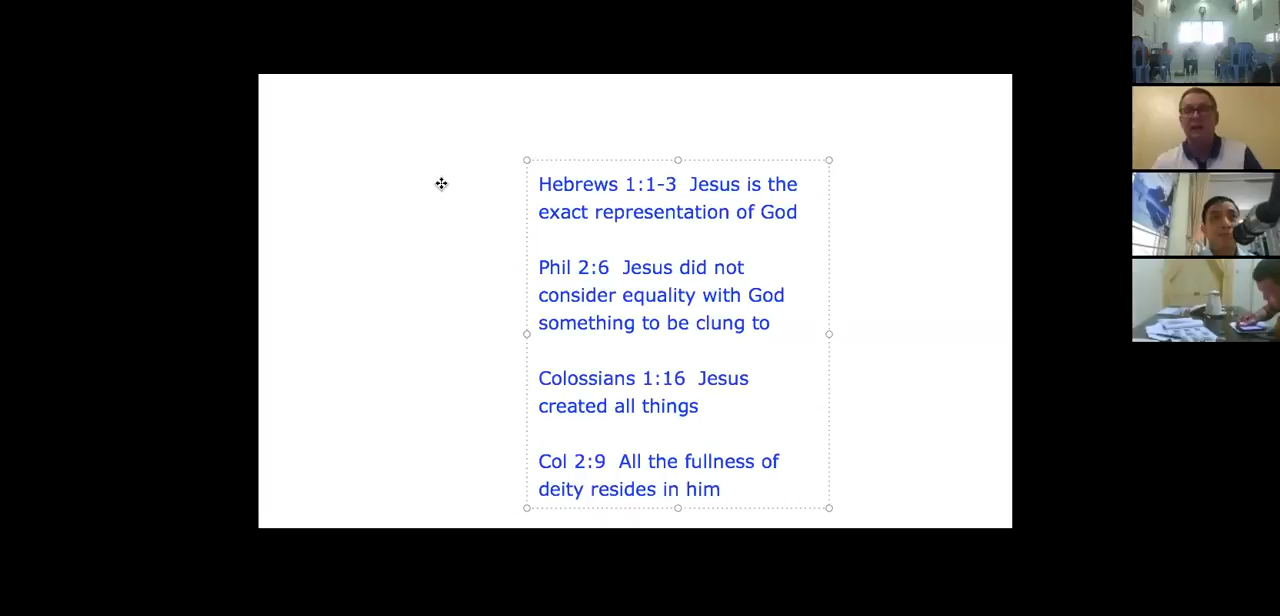 Hebrews 1:1-3  Jesus is the
exact representation of God
Phil 2:6  Jesus did not
consider equality with God
something to be clung to
Colossians 1:16  Jesus
created all things
Col 2:9  All the fullness of
deity resides in him